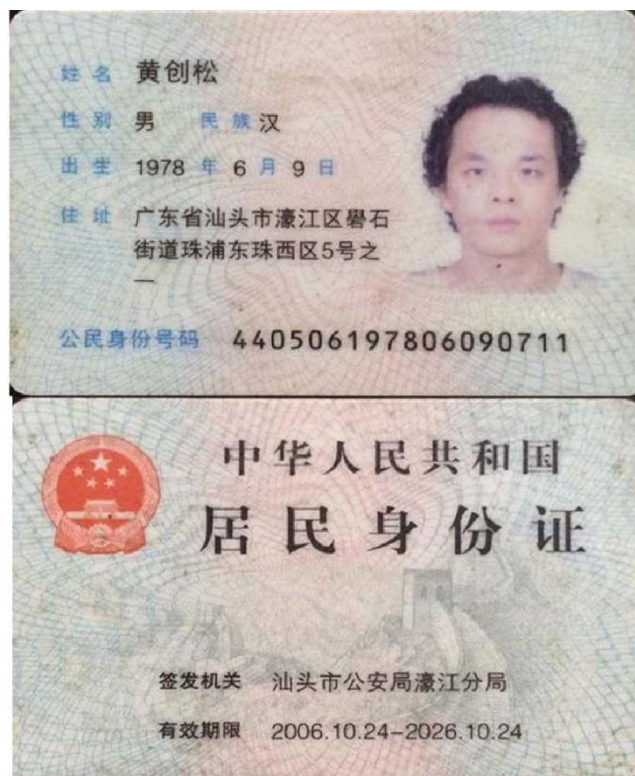 姓名 黄创松
性别 男 民族 汉
出生 1978 年 6 月 9 日
住址 广东省汕头市濠江区礐石
街道珠浦东珠西区5号之
一
公民身份号码 440506197806090711
中华人民共和国
居民身份证
签发机关 汕头市公安局濠江分局
有效期限 2006.10.24-2026.10.24